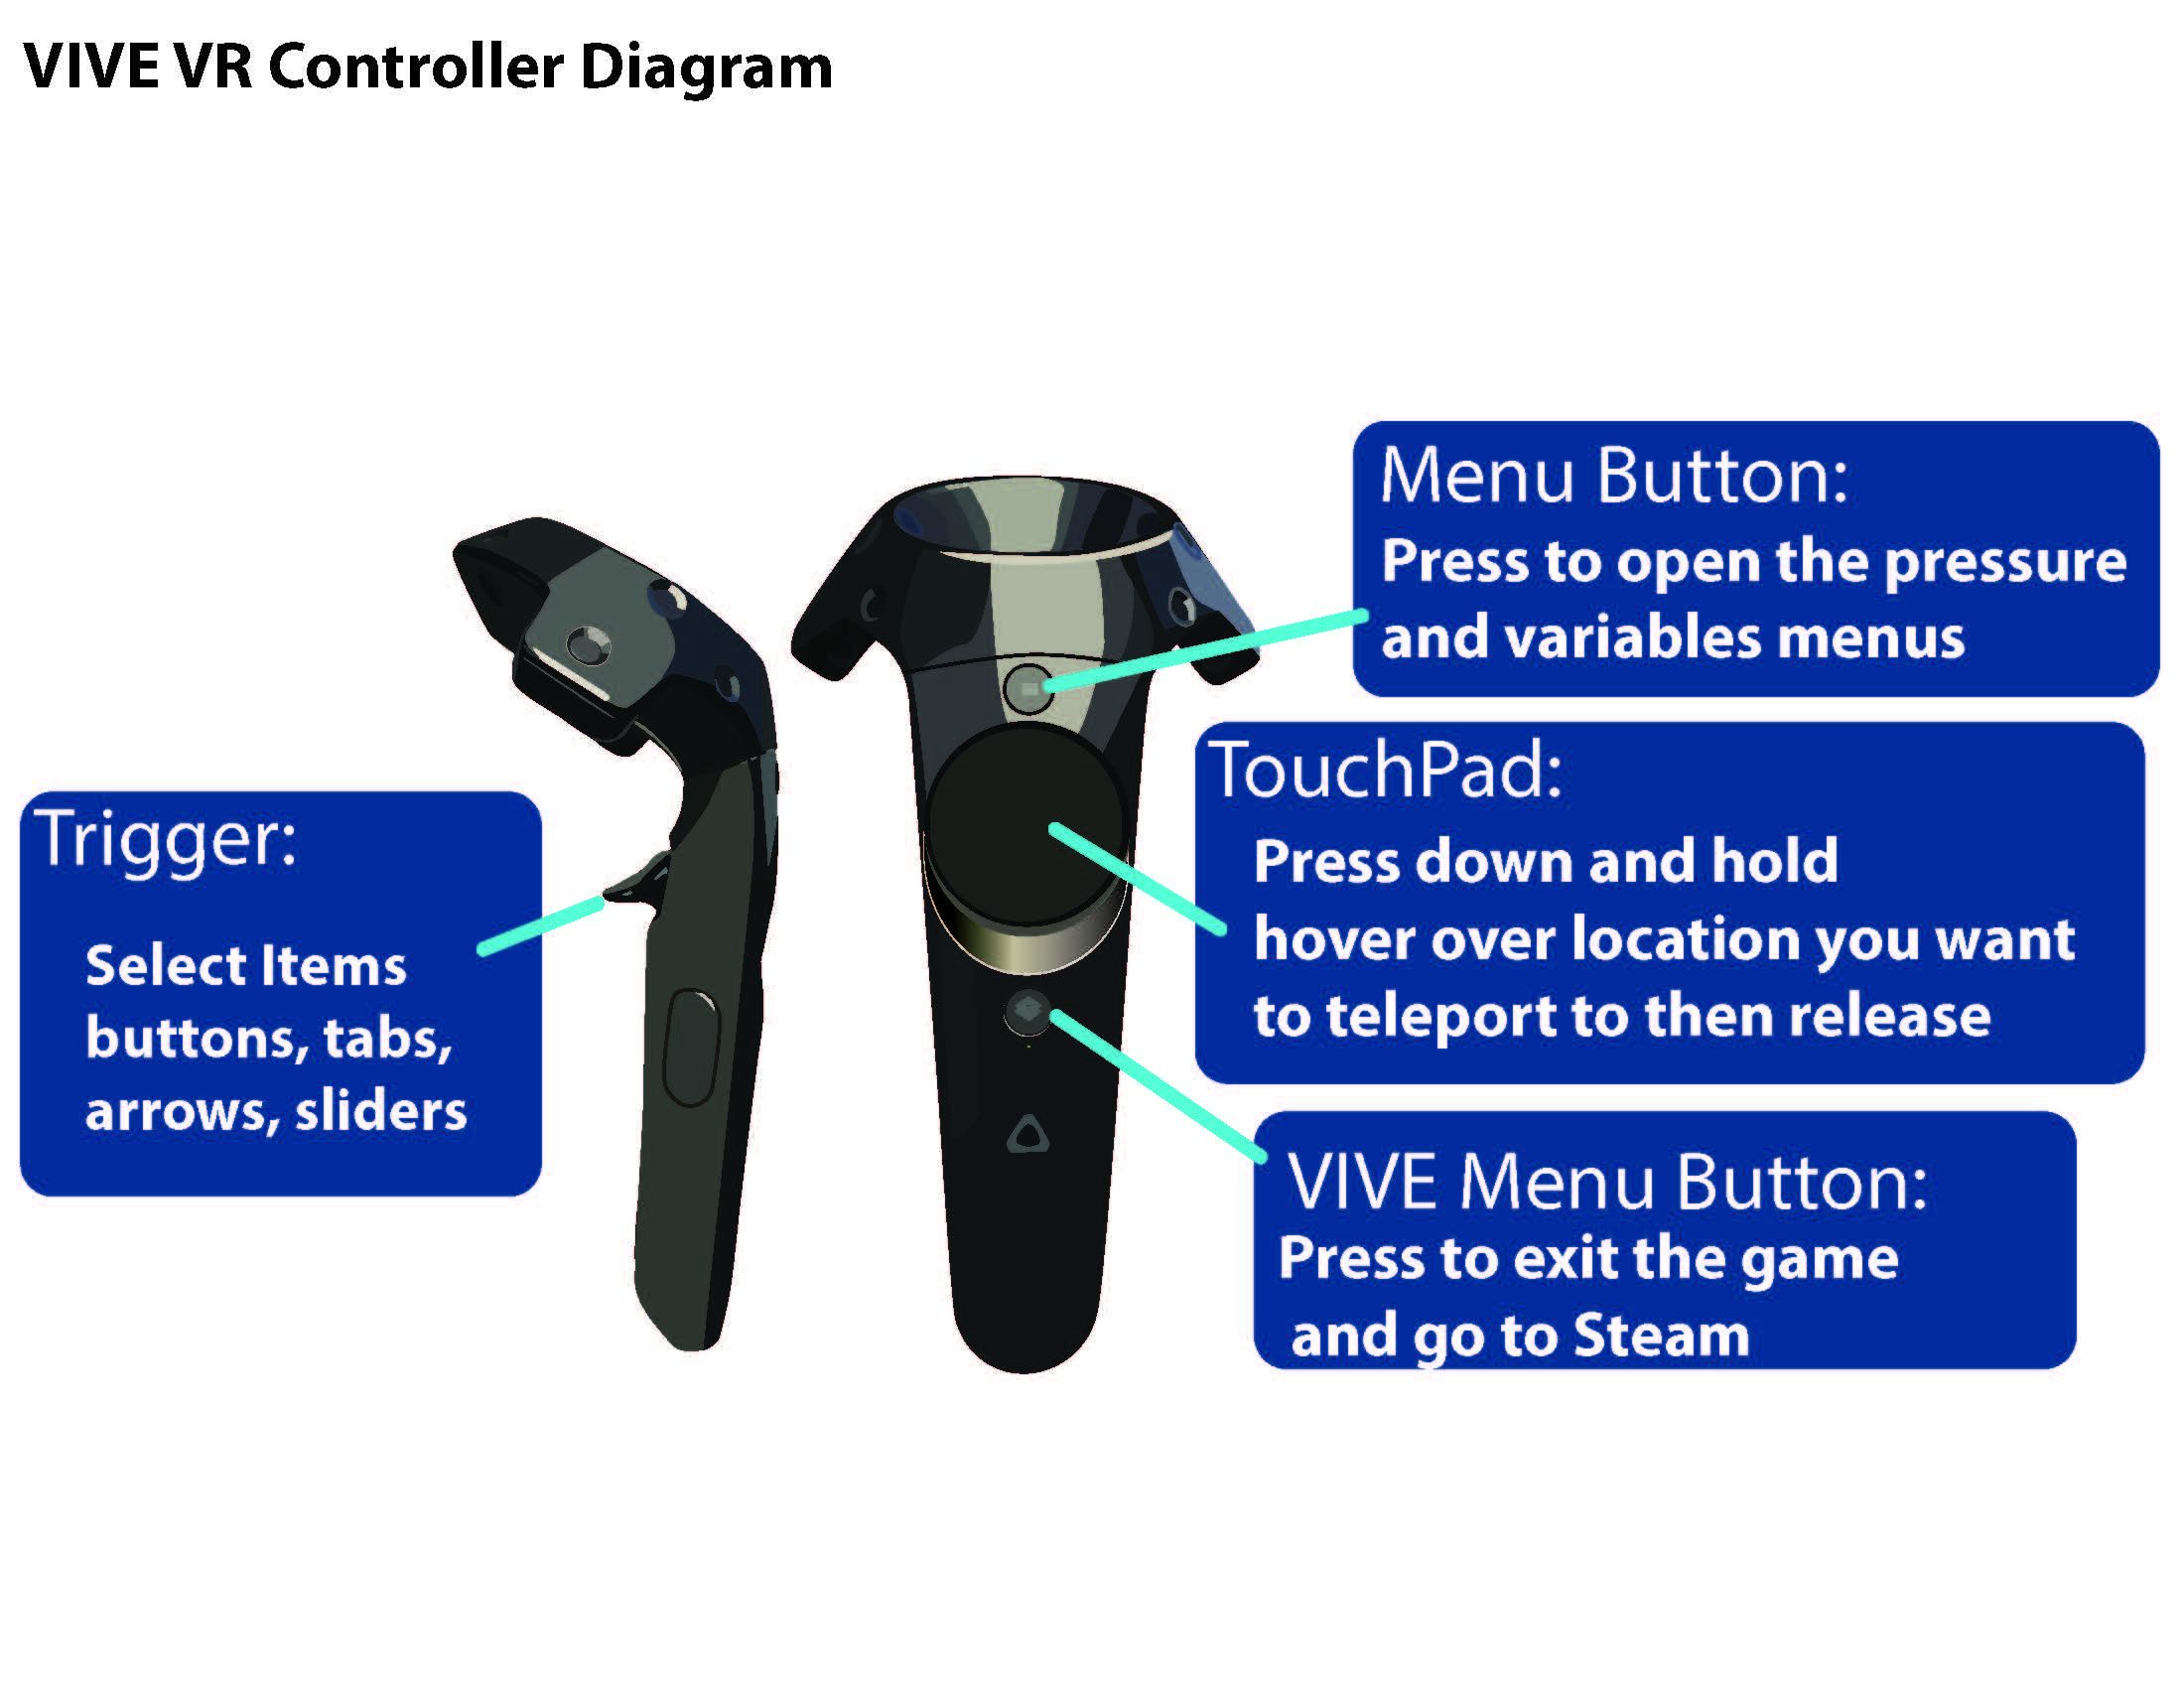 VIVE VR Controller Diagram
Menu Button:
Press to open the pressure
and variables menus
TouchPad:
Press down and hold
hover over location you want
to teleport to then release
Trigger:
Select Items
buttons, tabs,
arrows, sliders
VIVE Menu Button:
Press to exit the game
and go to Steam